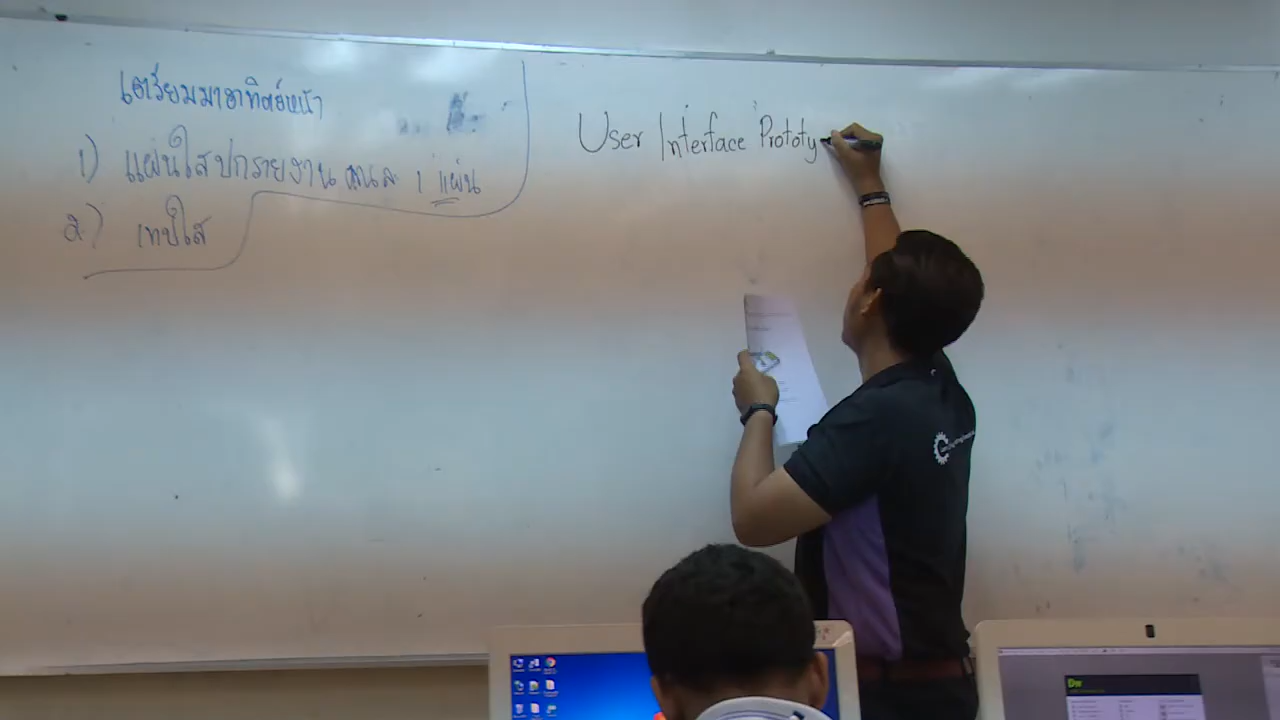 เตรียมมาอาทิตย์หน้า
1) แผ่นใสปกรายงาน คนละ 1 แผ่น
2) เทปใส
User Interface Prototy
Dw